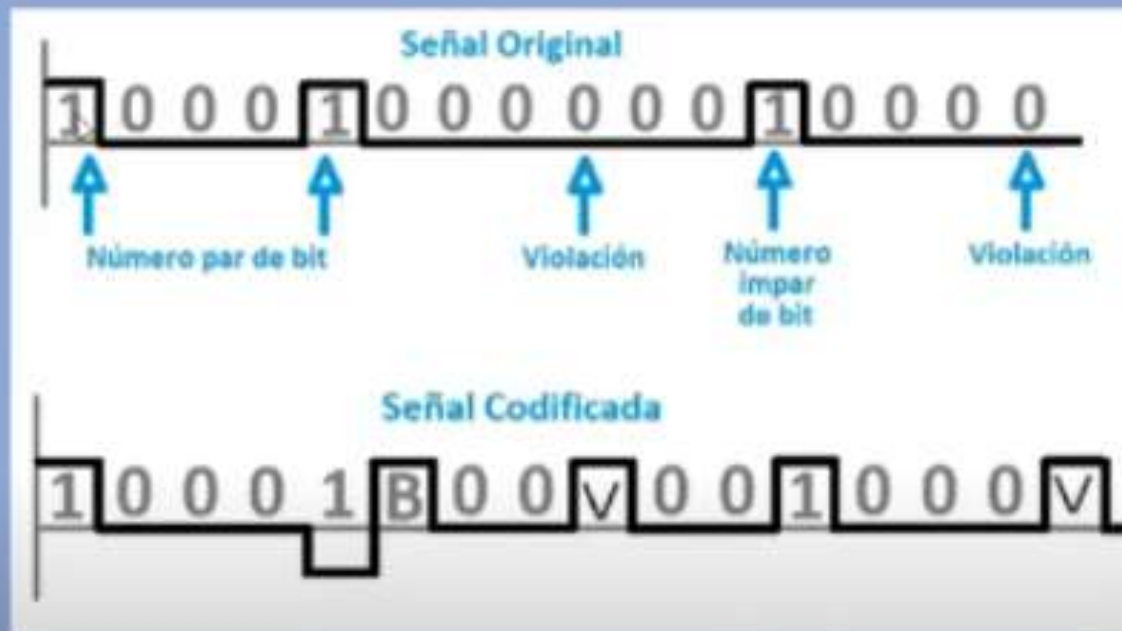 Señal Original
1 0 0 0 1 0 0 0 0 0 0 1 0 0 0 0
Número par de bit
Violación
Número
impar
de bit
Violación
Señal Codificada
1 0 0 0 1 B 0 0 V 0 0 1 0 0 0 V